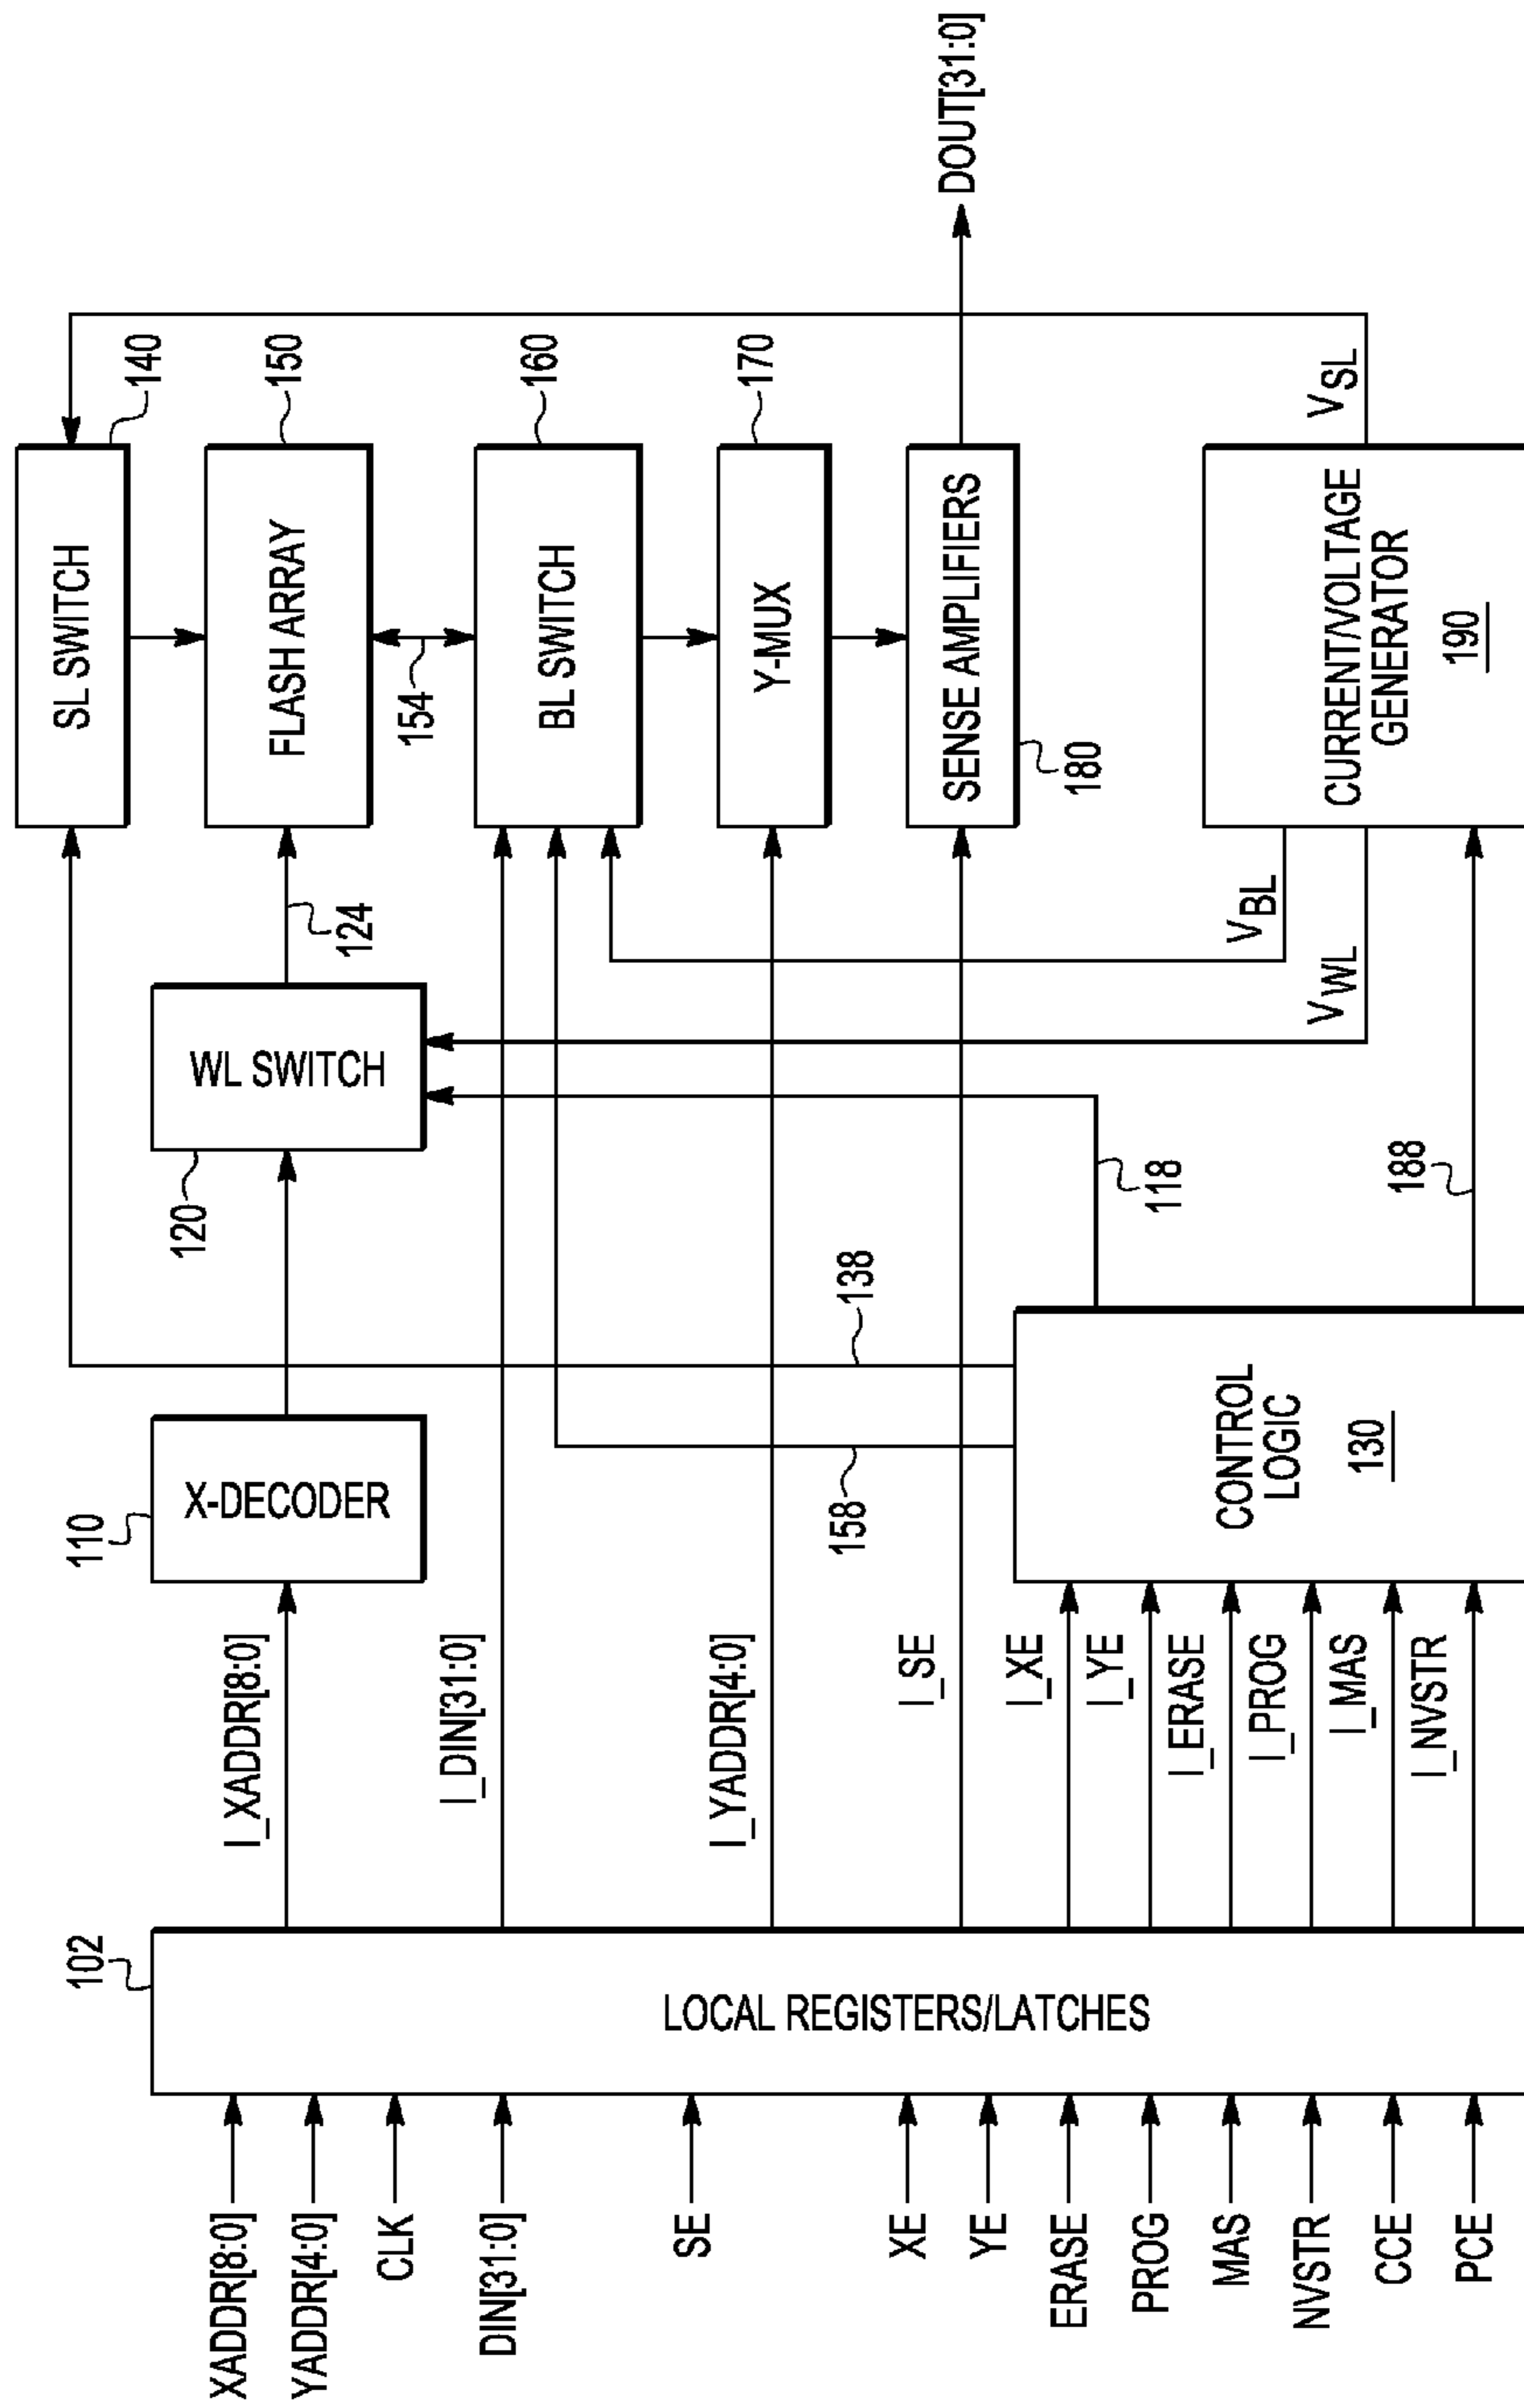 XADDR[8:0]
YADDR[4:0]
CLK
DIN[31:0]
SE
XE
YE
ERASE
PROG
MAS
NVSTR
CCE
PCE
102
LOCAL REGISTERS/LATCHES
I_XADDR[8:0]
I_DIN[31:0]
I_YADDR[4:0]
I_SE
I_XE
I_YE
I_ERASE
I_PROG
I_MAS
I_NVSTR
110
X-DECODER
158
138
CONTROL
LOGIC
130
120
WL SWITCH
118
188
124
V_BL
V_WL
SL SWITCH
140
FLASH ARRAY
150
154
BL SWITCH
160
Y-MUX
170
SENSE AMPLIFIERS
180
CURRENT/VOLTAGE
GENERATOR
190
V_SL
DOUT[31:0]